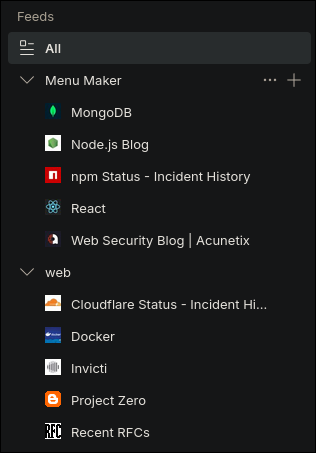 Feeds
All
Menu Maker
MongoDB
Node.js Blog
npm Status - Incident History
React
Web Security Blog | Acunetix
web
Cloudflare Status - Incident Hi...
Docker
Invicti
Project Zero
RFC Recent RFCs